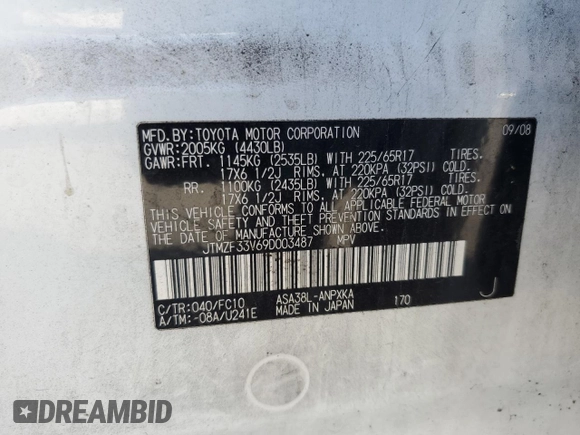 MFD.BY:TOYOTA MOTOR CORPORATION 09/08
GVWR:2005KG (4430LB)
GAWR:FRT. 1145KG (2535LB) WITH 225/65R17 TIRES.
17X6 1/2J RIMS, AT 220KPA (32PSI) COLD.
RR. 1100KG (2435LB) WITH 225/65R17 TIRES.
17X6 1/2J RIMS, AT 220KPA (32PSI) COLD.
THIS VEHICLE CONFORMS TO ALL APPLICABLE FEDERAL MOTOR
VEHICLE SAFETY AND THEFT PREVENTION STANDARDS IN EFFECT
ON THE DATE OF MANUFACTURE SHOWN ABOVE.
JTMZF33V69D003487 MPV
C/TR:040/FC10 ASA38L-ANPXKA
A/TM:-08A/U241E MADE IN JAPAN 170 J
DREAMBID